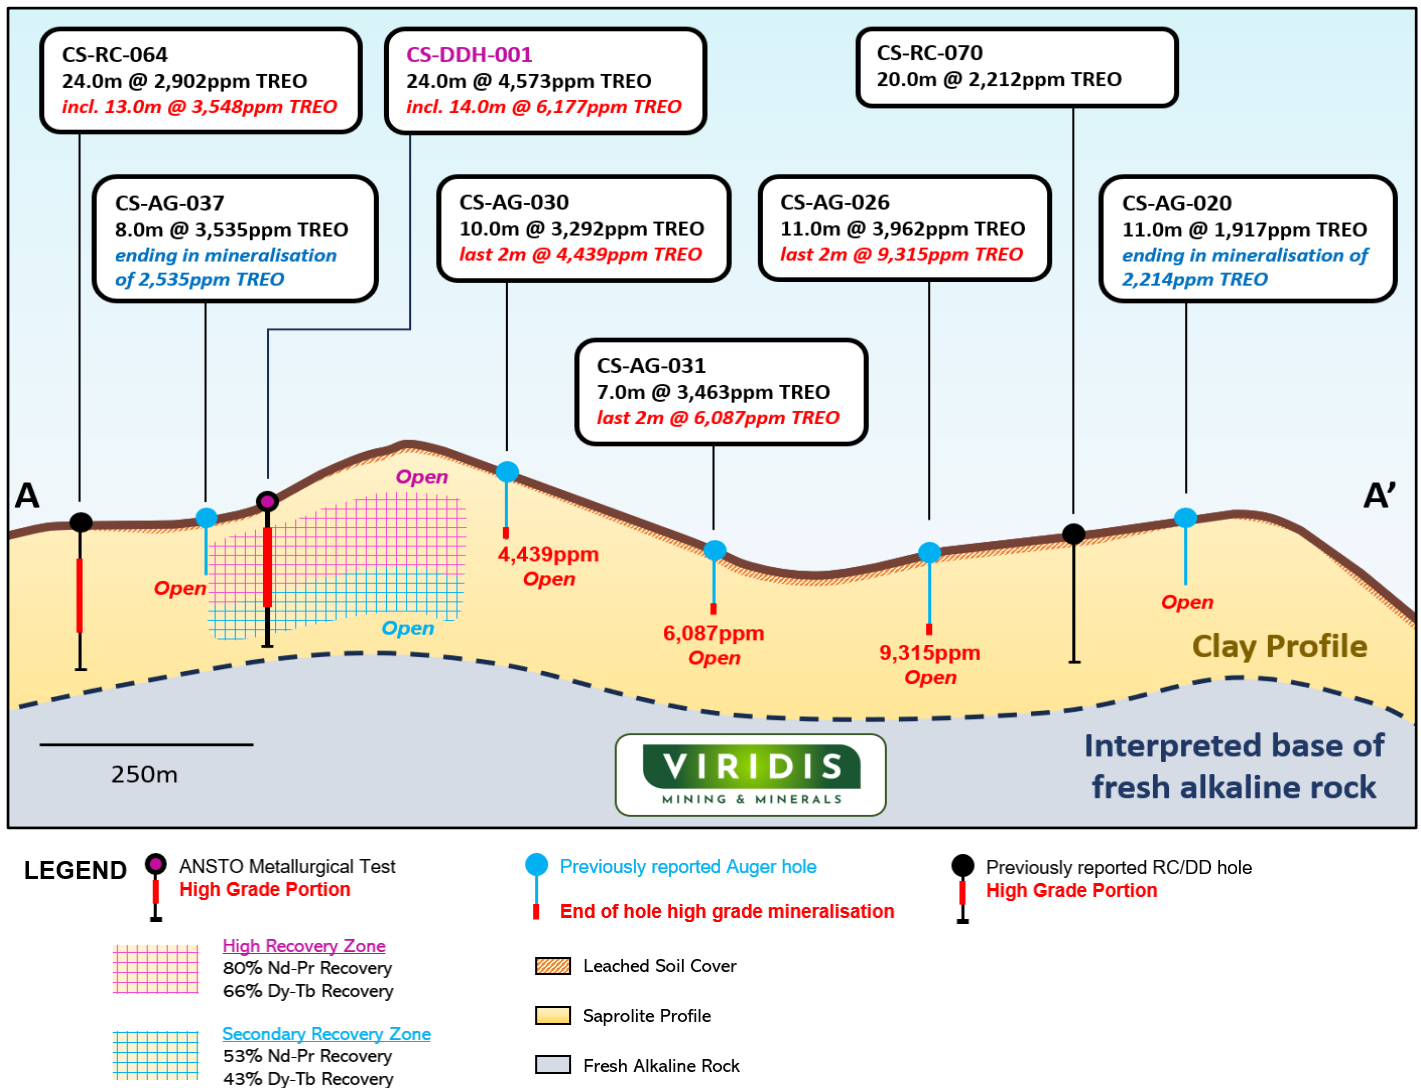 CS-RC-064
24.0m @ 2,902ppm TREO
incl. 13.0m @ 3,548ppm TREO
CS-DDH-001
24.0m @ 4,573ppm TREO
incl. 14.0m @ 6,177ppm TREO
CS-RC-070
20.0m @ 2,212ppm TREO
CS-AG-037
8.0m @ 3,535ppm TREO
ending in mineralisation
of 2,535ppm TREO
CS-AG-030
10.0m @ 3,292ppm TREO
last 2m @ 4,439ppm TREO
CS-AG-026
11.0m @ 3,962ppm TREO
last 2m @ 9,315ppm TREO
CS-AG-020
11.0m @ 1,917ppm TREO
ending in mineralisation of
2,214ppm TREO
CS-AG-031
7.0m @ 3,463ppm TREO
last 2m @ 6,087ppm TREO
A
A’
Open
Open
Open
4,439ppm
Open
6,087ppm
Open
9,315ppm
Open
Open
Clay Profile
Interpreted base of
fresh alkaline rock
250m
VIRIDIS
MINING & MINERALS
LEGEND
ANSTO Metallurgical Test
High Grade Portion
Previously reported Auger hole
End of hole high grade mineralisation
Previously reported RC/DD hole
High Grade Portion
High Recovery Zone
80% Nd-Pr Recovery
66% Dy-Tb Recovery
Secondary Recovery Zone
53% Nd-Pr Recovery
43% Dy-Tb Recovery
Leached Soil Cover
Saprolite Profile
Fresh Alkaline Rock